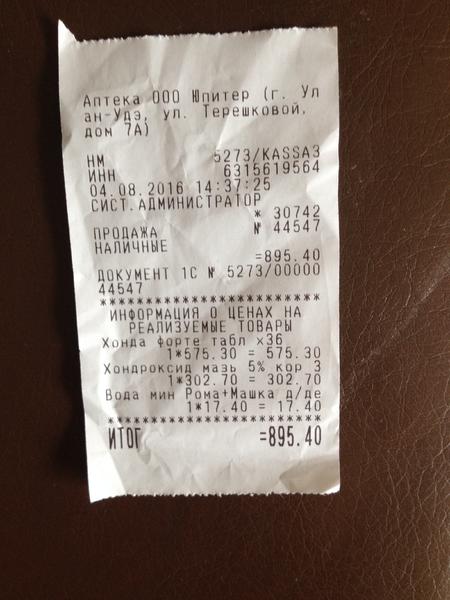 Аптека ООО Юпитер (г. Ул
ан-Удэ, ул. Терешковой,
дом 7А)
НМ 5273/KASSA3
ИНН 6315619564
04.08.2016 14:37:25
СИСТ.АДМИНИСТРАТОР
* 30742
ПРОДАЖА № 44547
НАЛИЧНЫЕ
=895.40
ДОКУМЕНТ 1С № 5273/00000
44547
************************
ИНФОРМАЦИЯ О ЦЕНАХ НА
РЕАЛИЗУЕМЫЕ ТОВАРЫ
Хонда форте табл x36
1*575.30 = 575.30
Хондроксид мазь 5% кор 3
1*302.70 = 302.70
Вода мин Рома+Машка д/де
1*17.40 = 17.40
************************
ИТОГ =895.40